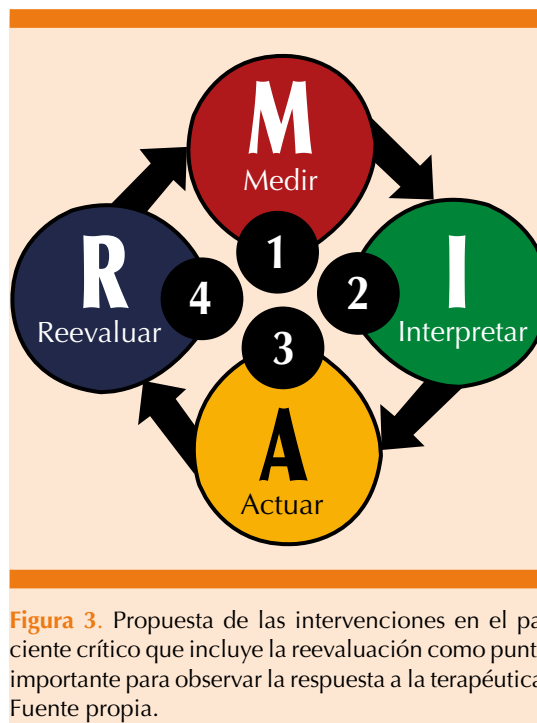 M
Medir
1
I
Interpretar
2
A
Actuar
3
R
Reevaluar
4
Figura 3. Propuesta de las intervenciones en el pa
ciente crítico que incluye la reevaluación como punt
importante para observar la respuesta a la terapéutica
Fuente propia.